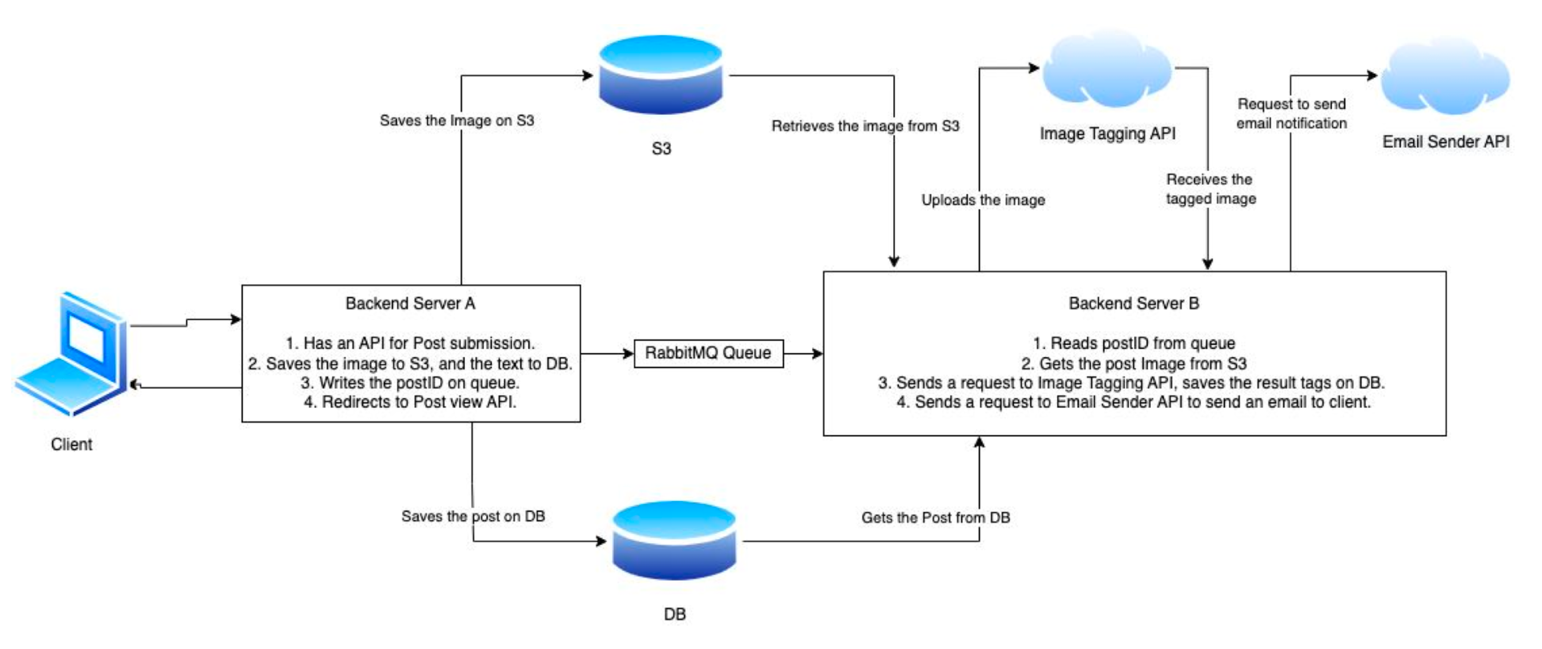 Saves the Image on S3
S3
Retrieves the image from S3
Uploads the image
Image Tagging API
Receives the
tagged image
Request to send
email notification
Email Sender API
Client
Backend Server A
1. Has an API for Post submission.
2. Saves the image to S3, and the text to DB.
3. Writes the postID on queue.
4. Redirects to Post view API.
RabbitMQ Queue
Backend Server B
1. Reads postID from queue
2. Gets the post Image from S3
3. Sends a request to Image Tagging API, saves the result tags on DB.
4. Sends a request to Email Sender API to send an email to client.
Saves the post on DB
DB
Gets the Post from DB